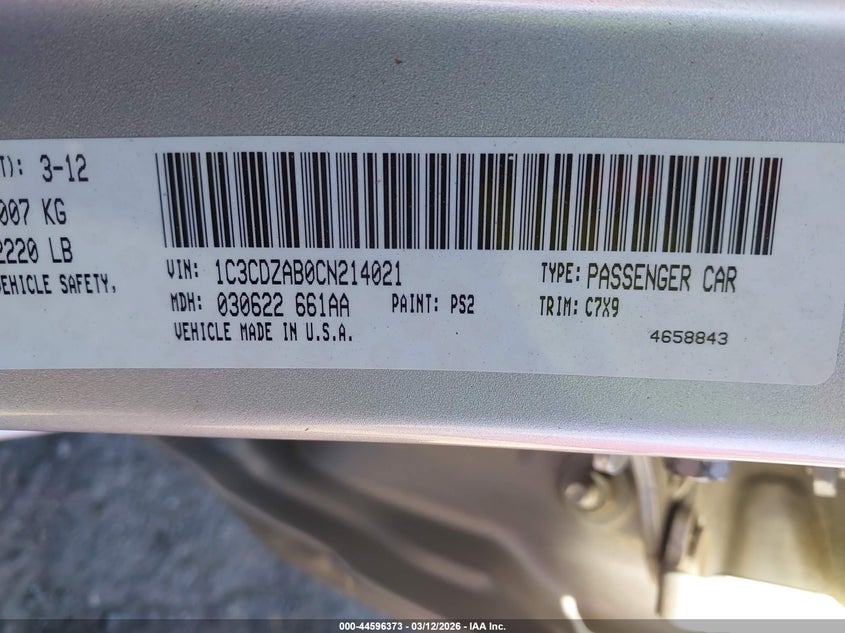 T): 3-12
007 KG
2220 LB
EHICLE SAFETY,
VIN: 1C3CDZAB0CN214021 TYPE: PASSENGER CAR
MDH: 030622 661AA PAINT: PS2 TRIM: C7X9
VEHICLE MADE IN U.S.A.
4658843
000-44596373 | 03/12/2026 | IAA Inc.